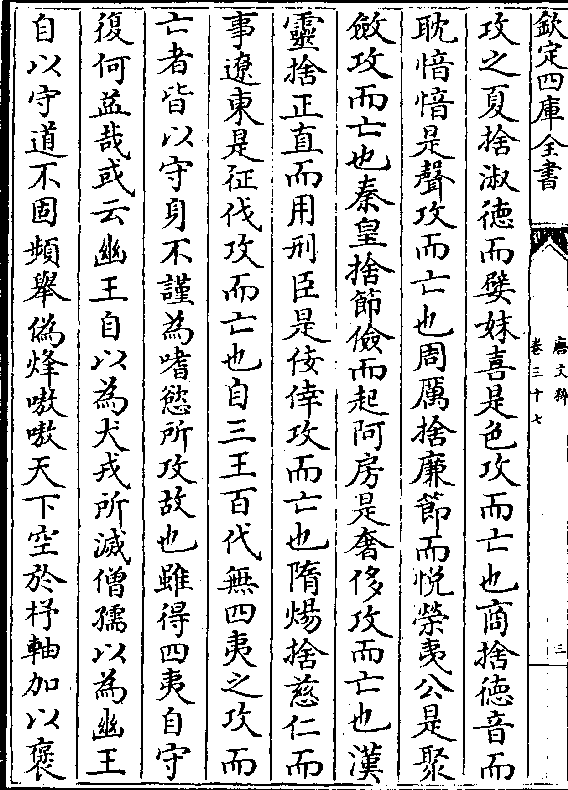 欽定四庫全書
唐文粹
卷三十七
三
攻之夏捨淑徳而嬖妹喜是色攻而亡也商捨徳音而
耽愔愔是聲攻而亡也周厲捨廉節而悦榮夷公是聚
斂攻而亡也秦皇捨節儉而起阿房是奢侈攻而亡也漢
靈捨正直而用刑臣是佞倖攻而亡也隋煬捨慈仁而
事遼東是征伐攻而亡也自三王百代無四夷之攻而
亡者皆以守身不謹為嗜慾所攻故也雖得四夷自守
復何益哉或云幽王自以為犬戎所滅僧孺以為幽王
自以守道不固頻舉偽烽嗷嗷天下空於杼軸加以褒